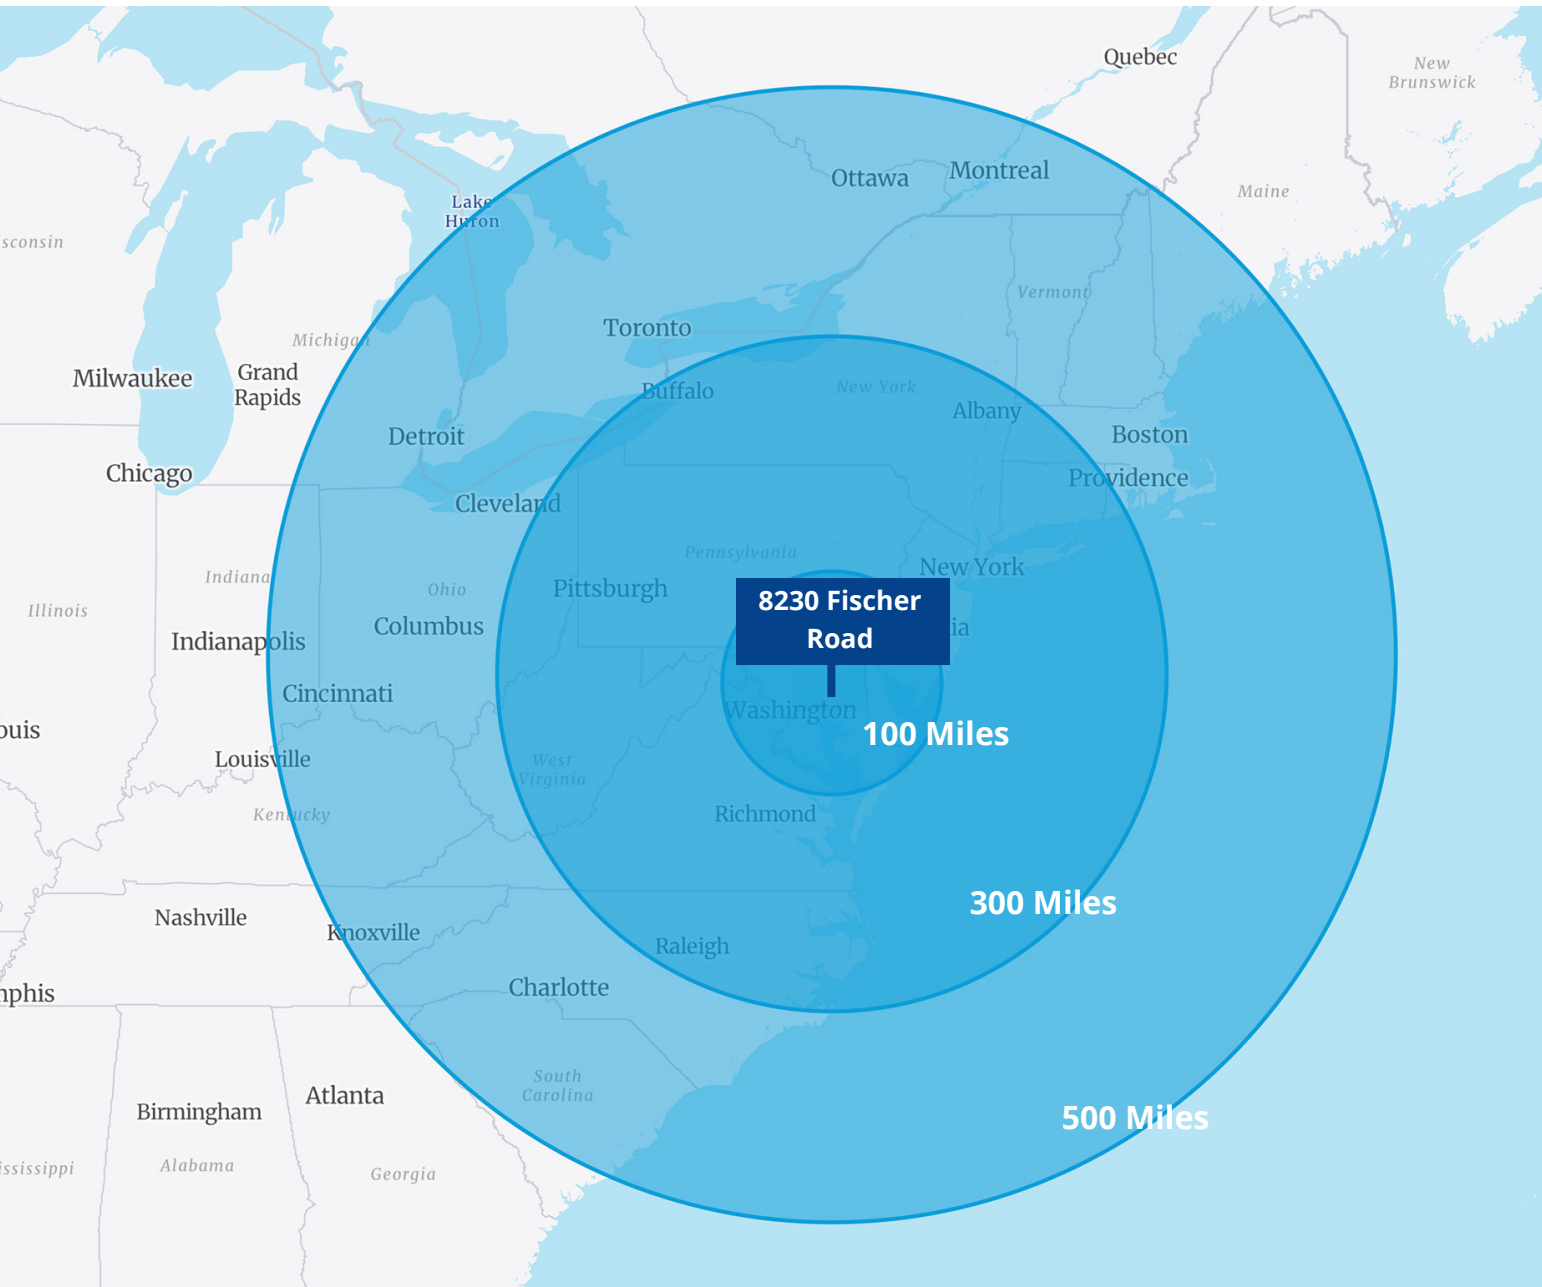 Quebec
New
Brunswick
Ottawa
Montreal
Maine
Lake
Huron
sconsin
Vermont
Toronto
Michigan
Milwaukee
Grand
Rapids
Buffalo
New York
Albany
Detroit
Boston
Chicago
Providence
Cleveland
Pennsylvania
New York
Indiana
Ohio
Pittsburgh
Illinois
8230 Fischer
Road
ia
Columbus
Indianapolis
Cincinnati
Washington
ouis
100 Miles
Louisville
West
Virginia
Kentucky
Richmond
300 Miles
Nashville
Knoxville
Raleigh
nphis
Charlotte
South
Carolina
Atlanta
Birmingham
500 Miles
ississippi
Alabama
Georgia